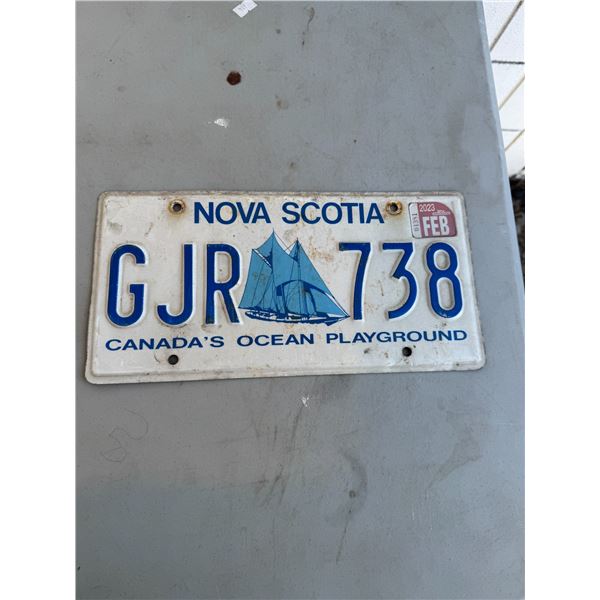 NOVA SCOTIA
2023
FEB
GJR 738
CANADA'S OCEAN PLAYGROUND